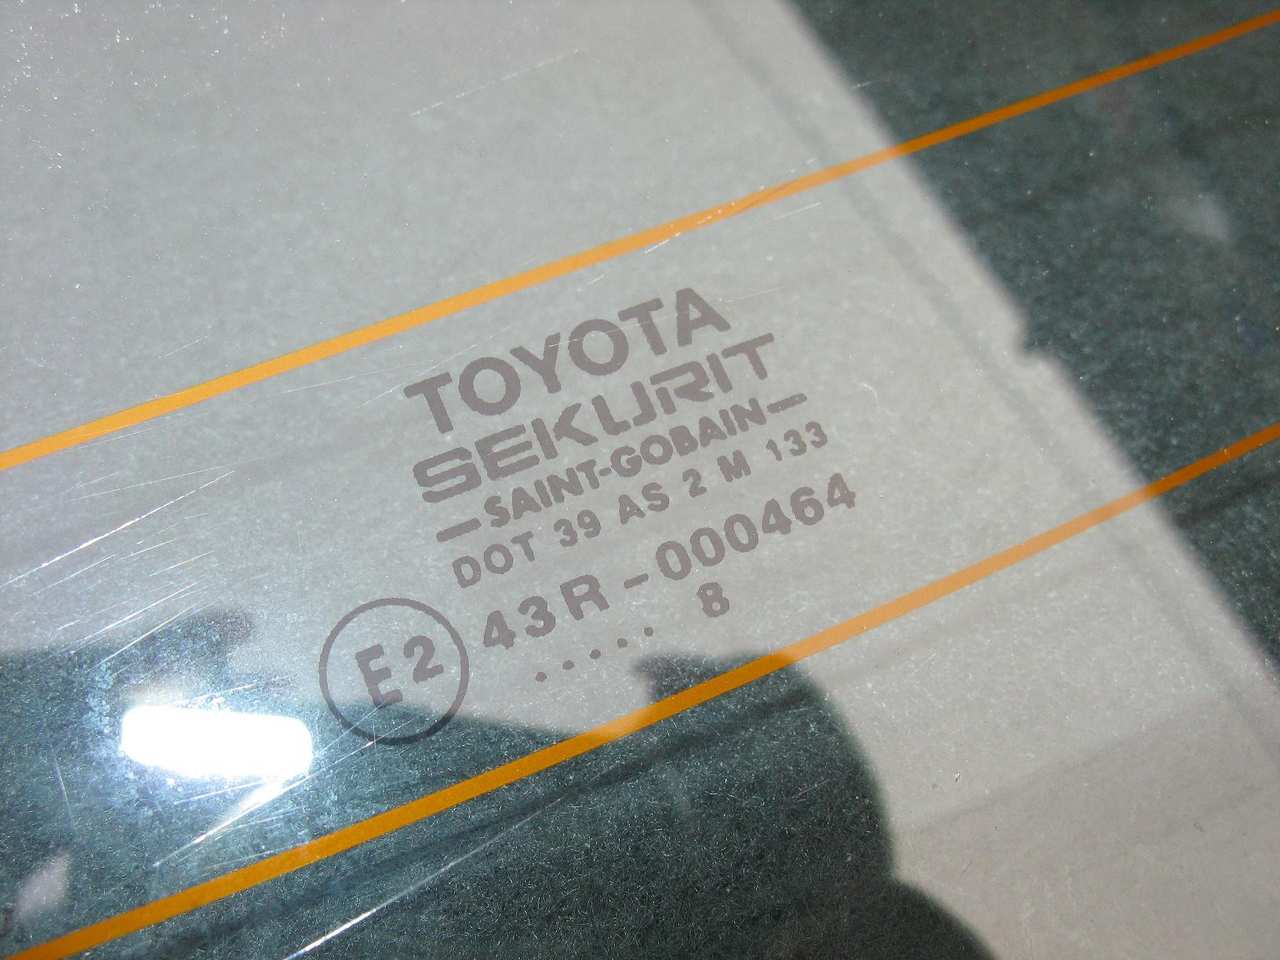 TOYOTA
SEKURIT
—SAINT-GOBAIN—
DOT 39 AS 2 M 133
E2 43R-000464
..... 8